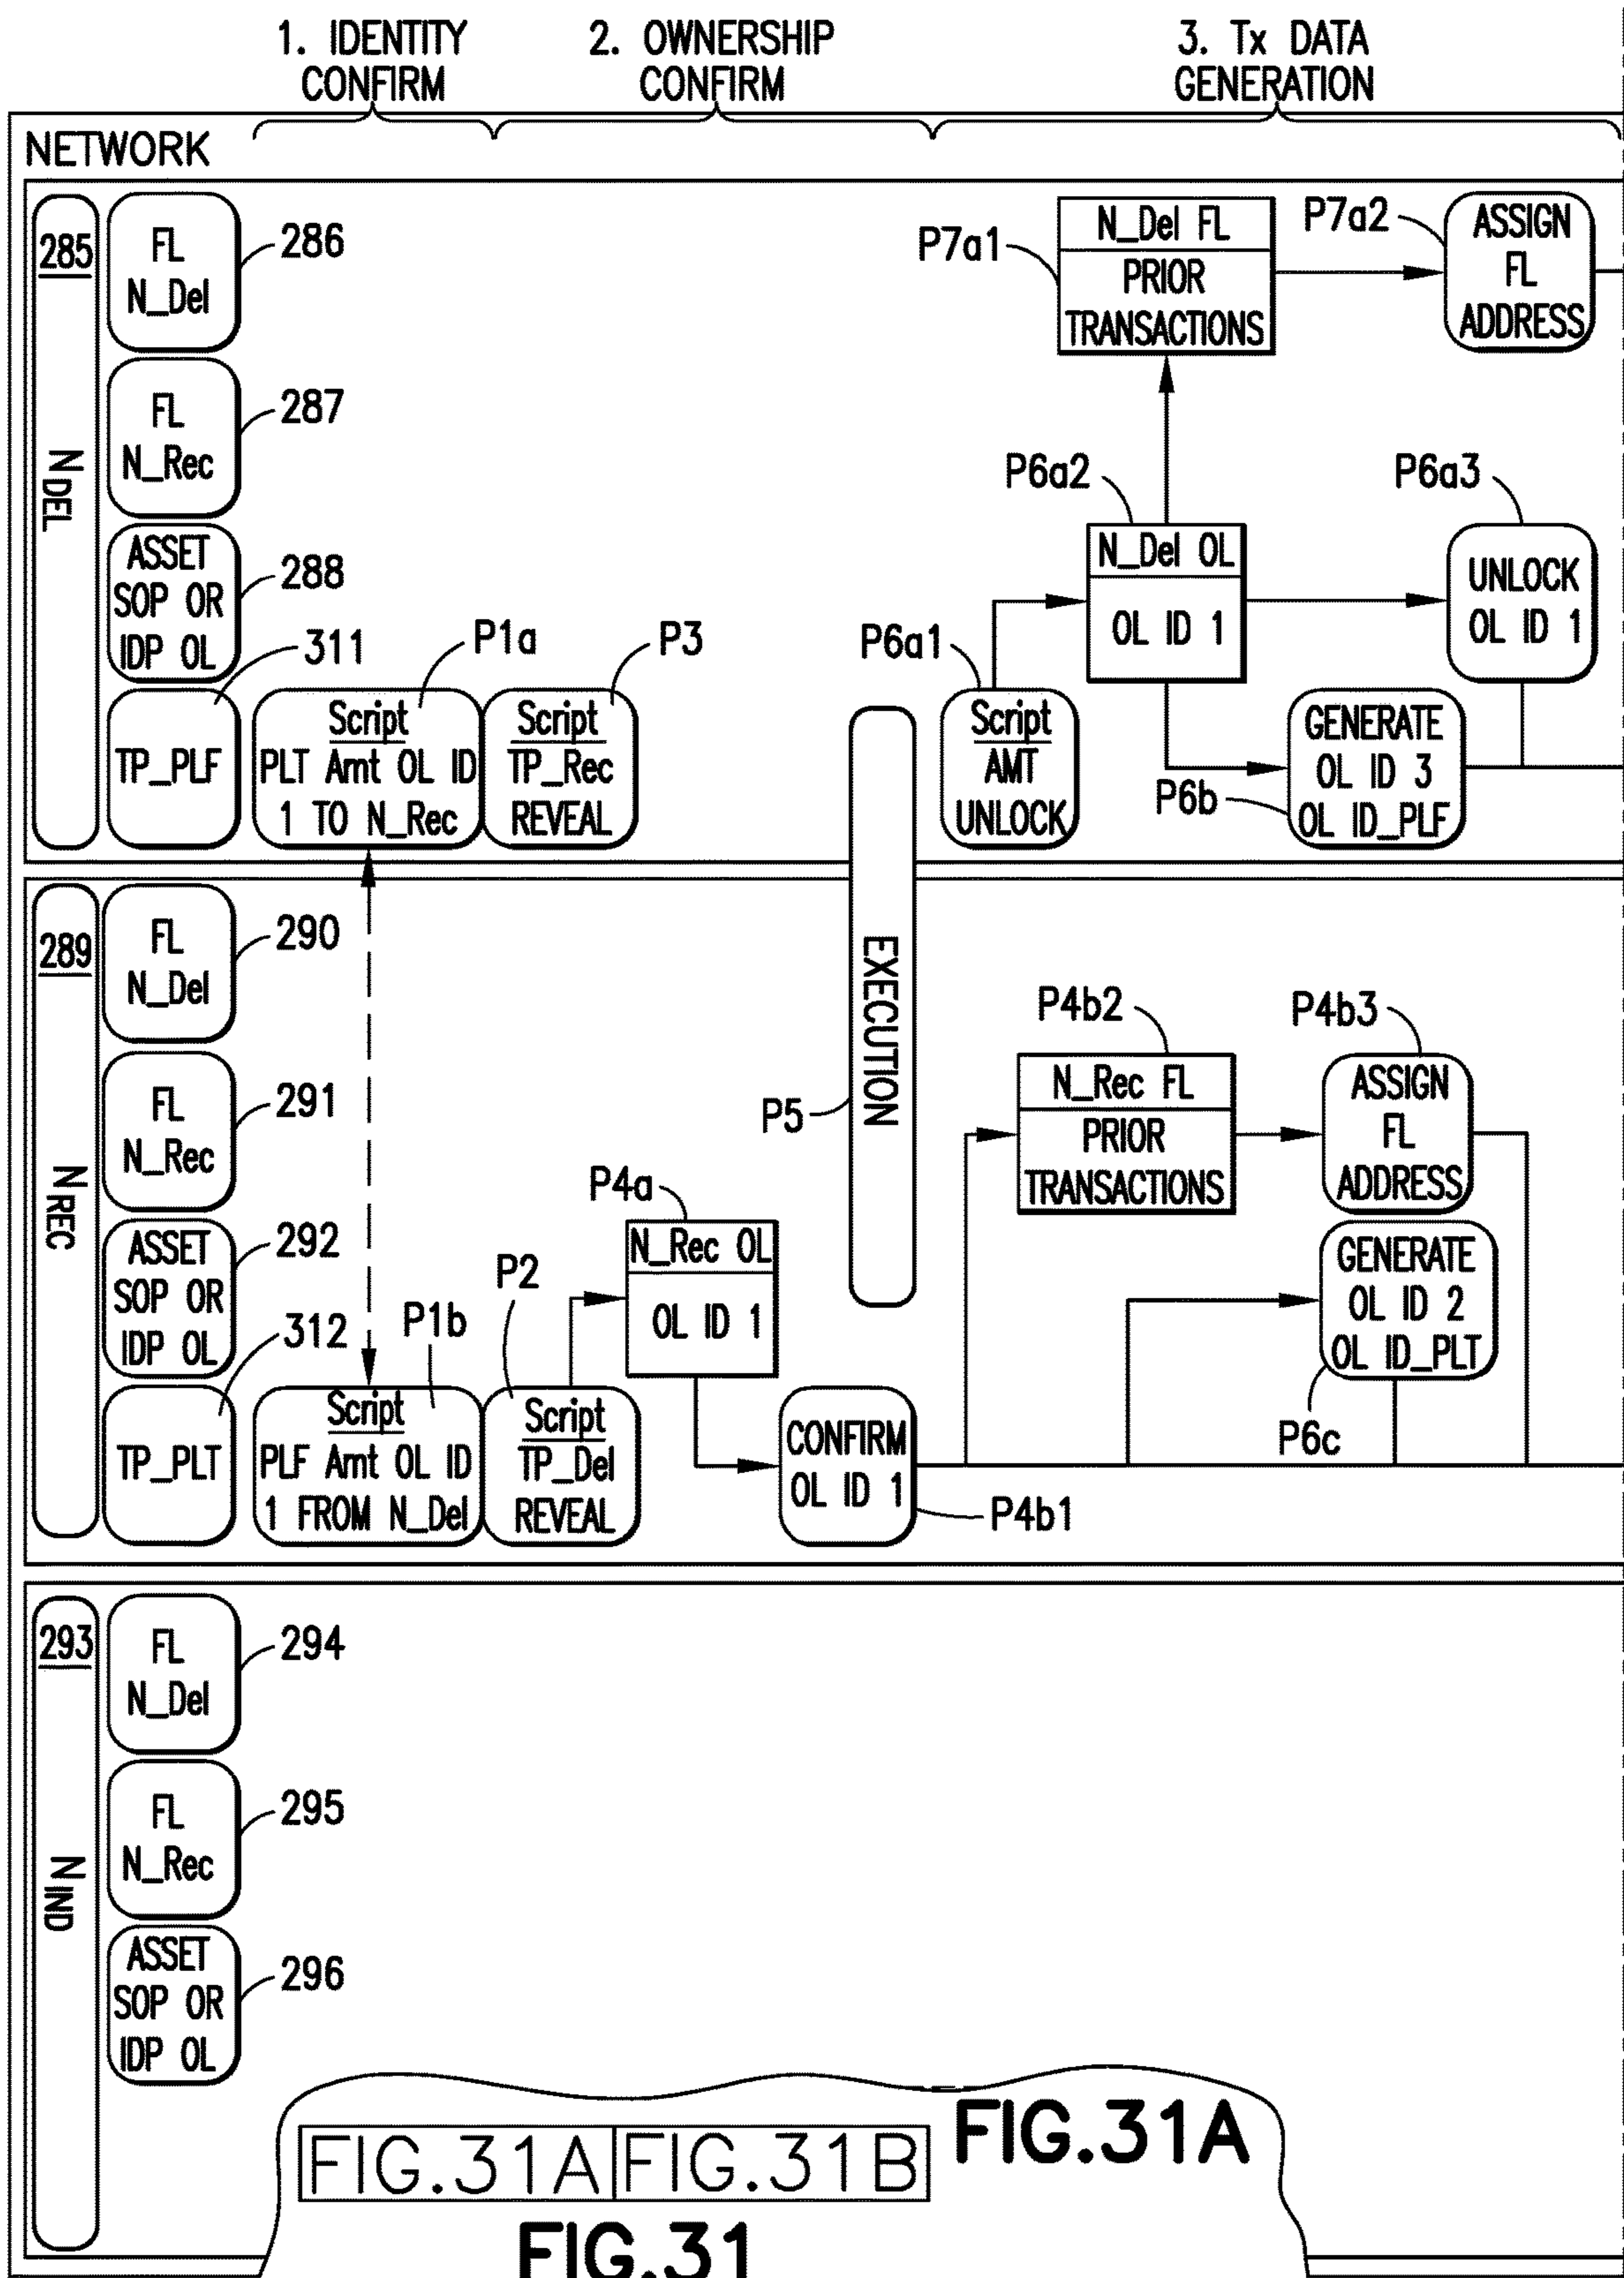 1. IDENTITY
CONFIRM
2. OWNERSHIP
CONFIRM
3. Tx DATA
GENERATION
NETWORK
285
N DEL
FL
N_Del
286
FL
N_Rec
287
ASSET
SOP OR
IDP OL
288
TP_PLF
311
Script
PLT Amt OL ID
1 TO N_Rec
P1a
Script
TP_Rec
REVEAL
P3
P7a1
N_Del FL
PRIOR
TRANSACTIONS
P7a2
ASSIGN
FL
ADDRESS
P6a2
N_Del OL
OL ID 1
P6a3
UNLOCK
OL ID 1
P6a1
Script
AMT
UNLOCK
P6b
GENERATE
OL ID 3
OL ID_PLF
P5
EXECUTION
289
N REC
FL
N_Del
290
FL
N_Rec
291
ASSET
SOP OR
IDP OL
292
TP_PLT
312
Script
PLF Amt OL ID
1 FROM N_Del
P1b
Script
TP_Del
REVEAL
P2
P4a
N_Rec OL
OL ID 1
CONFIRM
OL ID 1
P4b1
P4b2
N_Rec FL
PRIOR
TRANSACTIONS
P4b3
ASSIGN
FL
ADDRESS
GENERATE
OL ID 2
OL ID_PLT
P6c
293
N IND
FL
N_Del
294
FL
N_Rec
295
ASSET
SOP OR
IDP OL
296
FIG.31A
FIG.31A FIG.31B
FIG.31